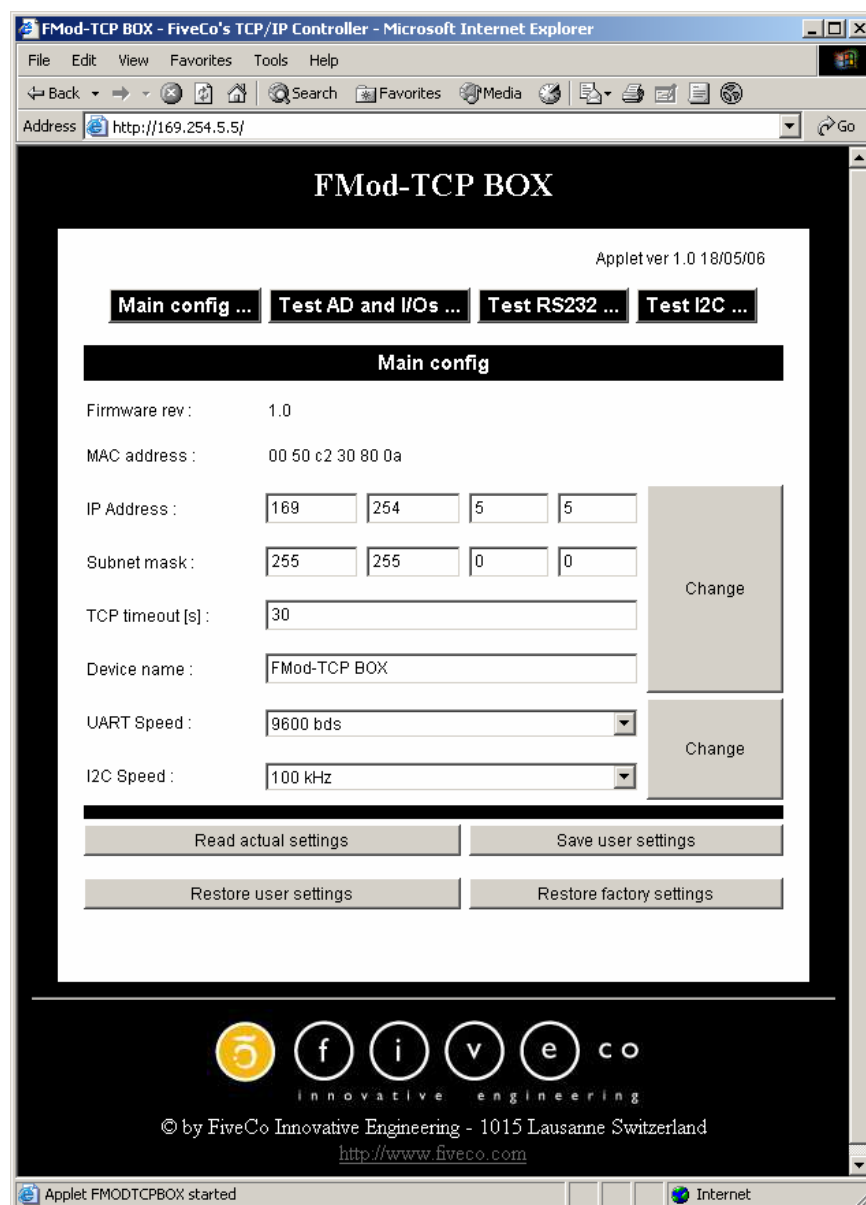 FMod-TCP BOX - FiveCo's TCP/IP Controller - Microsoft Internet Explorer
File Edit View Favorites Tools Help
Back Search Favorites Media
Address http://169.254.5.5/ Go
FMod-TCP BOX
Applet ver 1.0 18/05/06
Main config ... Test AD and I/Os ... Test RS232 ... Test I2C ...
Main config
Firmware rev : 1.0
MAC address : 00 50 c2 30 80 0a
IP Address : 169 254 5 5
Subnet mask : 255 255 0 0
Change
TCP timeout [s] : 30
Device name : FMod-TCP BOX
UART Speed : 9600 bds
Change
I2C Speed : 100 kHz
Read actual settings Save user settings
Restore user settings Restore factory settings
5 f i v e co
innovative engineering
© by FiveCo Innovative Engineering - 1015 Lausanne Switzerland
http://www.fiveco.com
Applet FMODTCPBOX started Internet